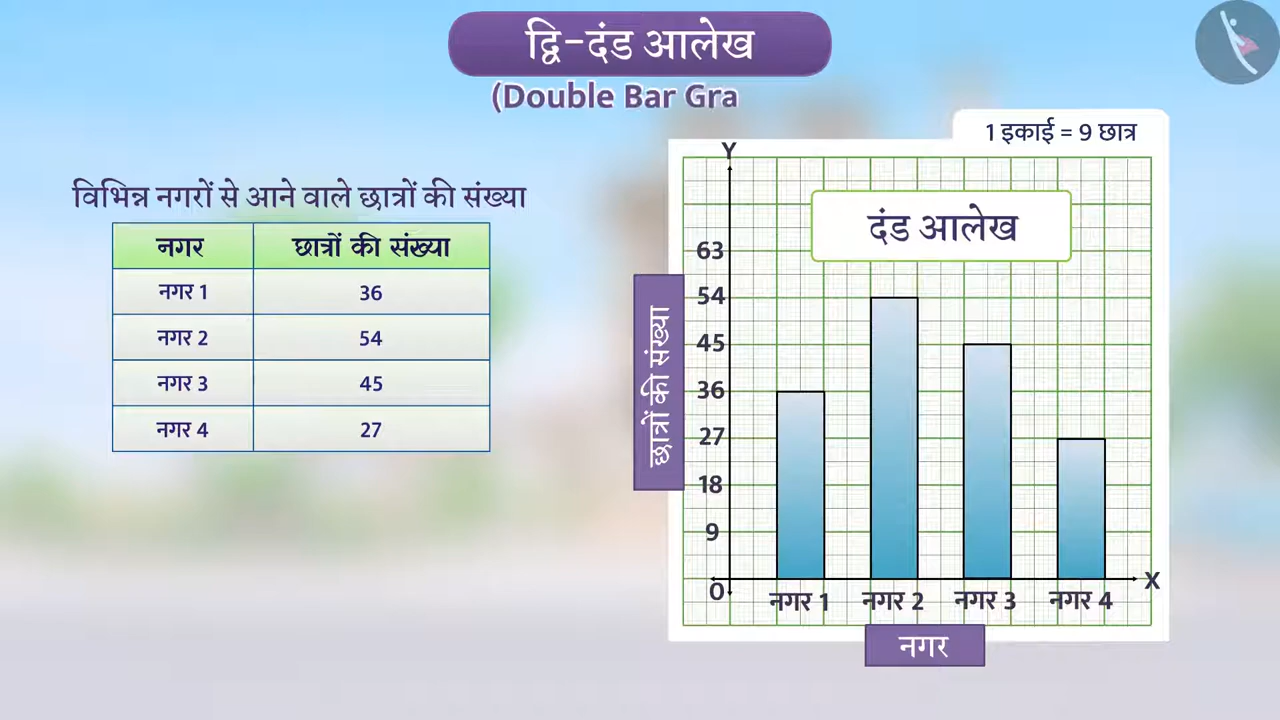 द्वि-दंड आलेख
(Double Bar Gra
1 इकाई = 9 छात्र
विभिन्न नगरों से आने वाले छात्रों की संख्या
नगर छात्रों की संख्या
नगर 1 36
नगर 2 54
नगर 3 45
नगर 4 27
Y
दंड आलेख
63
54
45
36
27
18
9
0
छात्रों की संख्या
X
नगर 1 नगर 2 नगर 3 नगर 4
नगर